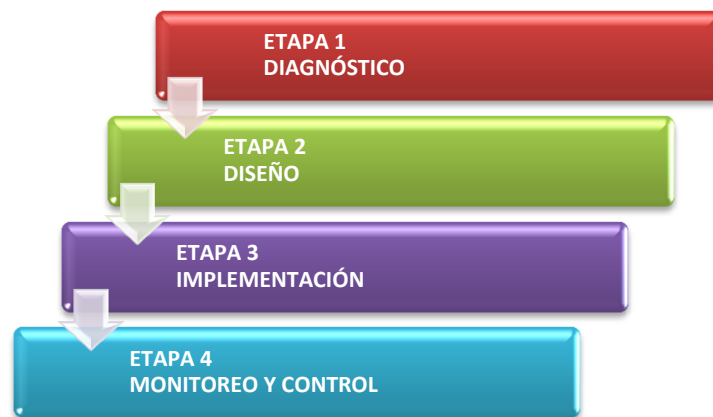 ETAPA 1
DIAGNÓSTICO
ETAPA 2
DISEÑO
ETAPA 3
IMPLEMENTACIÓN
ETAPA 4
MONITOREO Y CONTROL